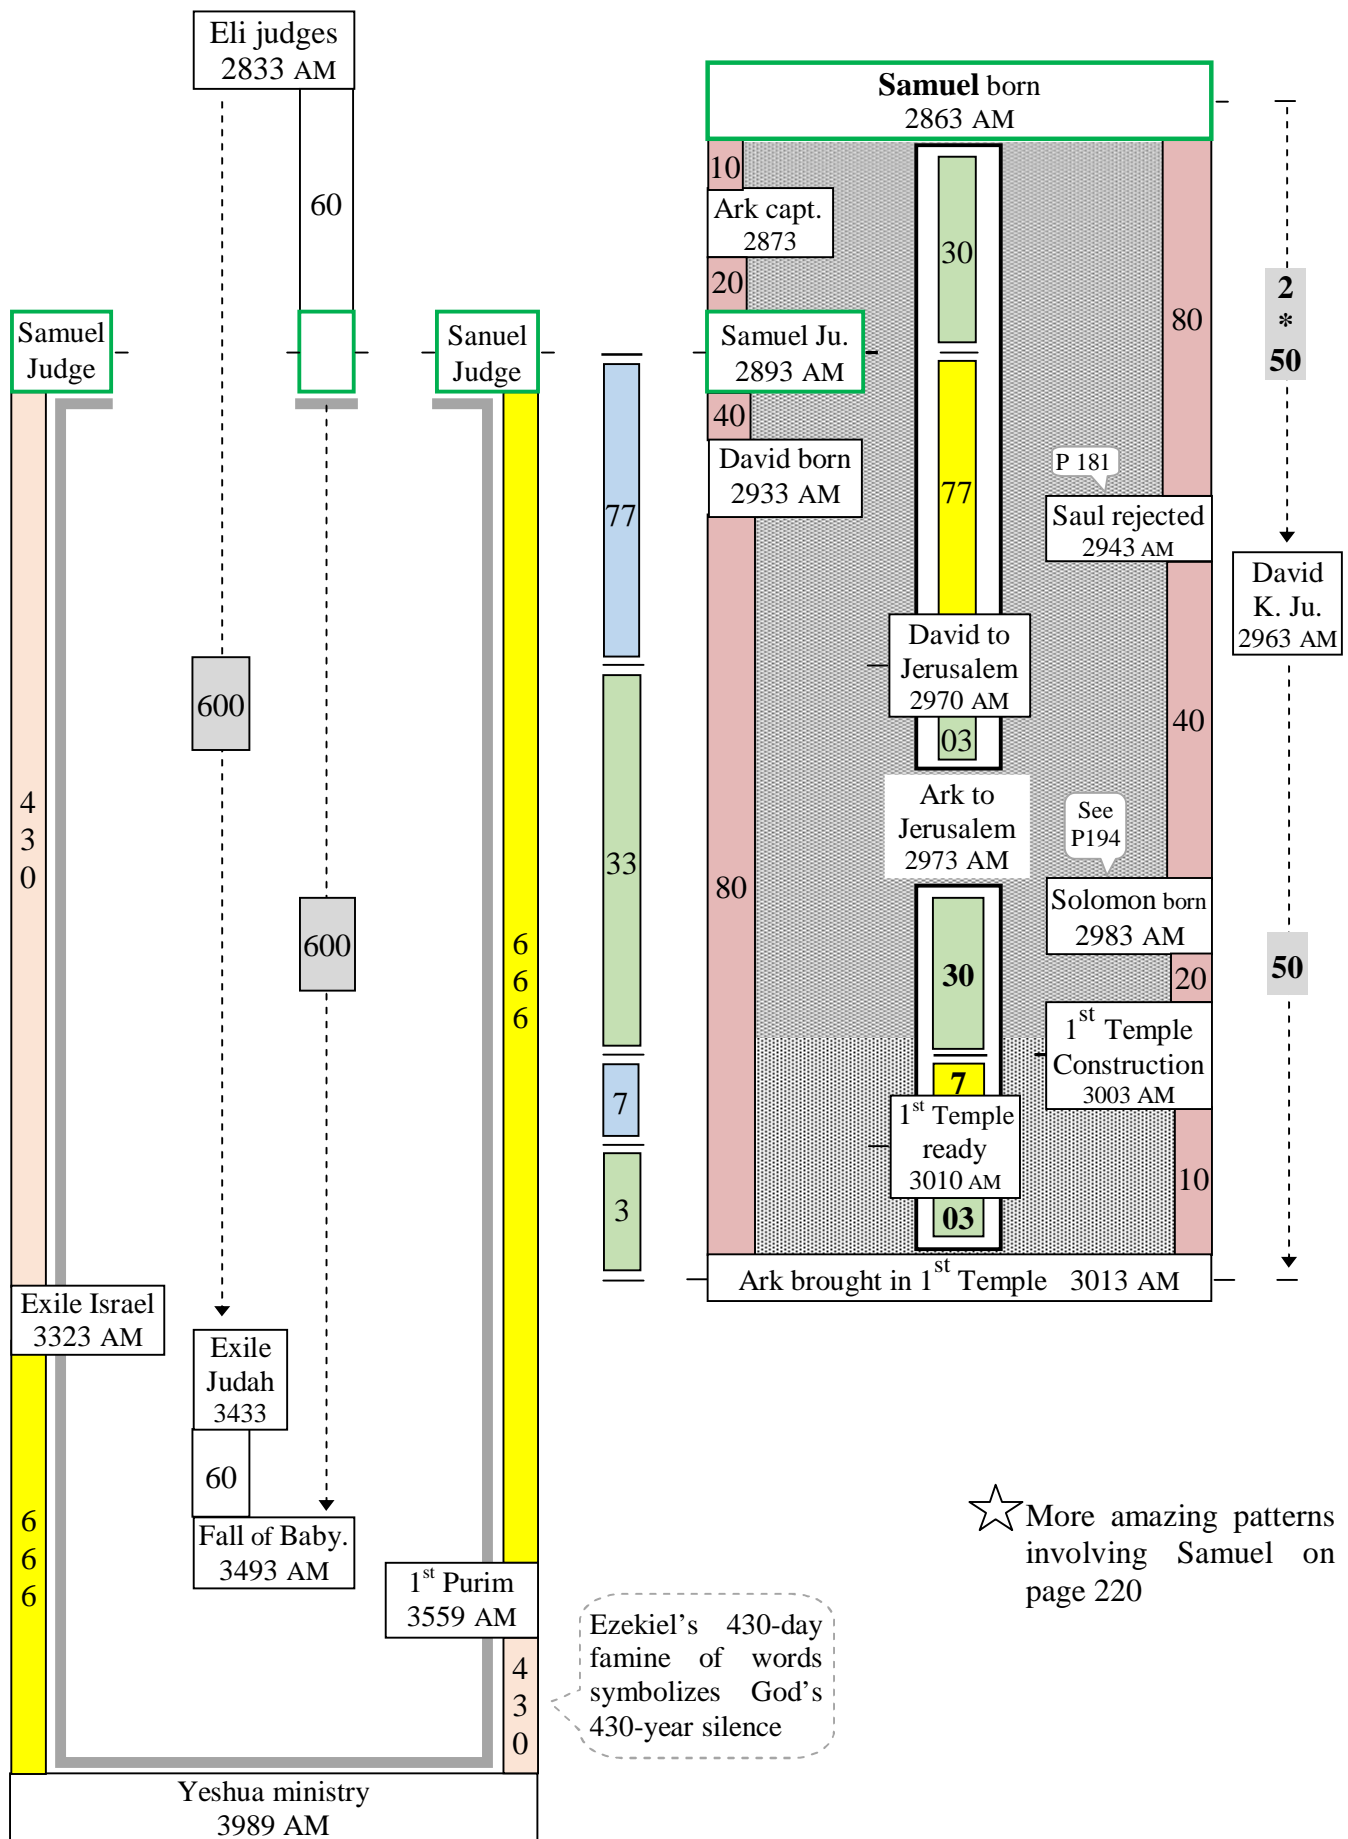 Eli judges
2833 AM
60
Samuel
Judge
Sanuel
Judge
600
600
4
3
0
6
6
6
Exile Israel
3323 AM
Exile
Judah
3433
60
Fall of Baby.
3493 AM
6
6
6
1st Purim
3559 AM
4
3
0
Ezekiel’s 430-day
famine of words
symbolizes God’s
430-year silence
Yeshua ministry
3989 AM
77
33
7
3
Samuel born
2863 AM
10
Ark capt.
2873
20
Samuel Ju.
2893 AM
40
David born
2933 AM
80
30
77
David to
Jerusalem
2970 AM
03
Ark to
Jerusalem
2973 AM
30
7
1st Temple
ready
3010 AM
03
80
P 181
Saul rejected
2943 AM
40
See
P194
Solomon born
2983 AM
20
1st Temple
Construction
3003 AM
10
Ark brought in 1st Temple 3013 AM
2
*
50
David
K. Ju.
2963 AM
50
More amazing patterns
involving Samuel on
page 220